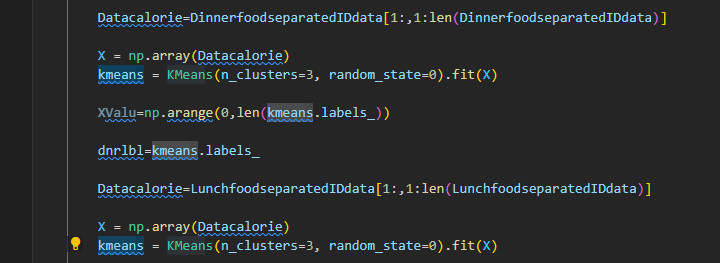 Datacalorie=DinnerfoodseparatedIDdata[1:,1:len(DinnerfoodseparatedIDdata)]
X = np.array(Datacalorie)
kmeans = KMeans(n_clusters=3, random_state=0).fit(X)
XValu=np.arange(0,len(kmeans.labels_))
dnrlbl=kmeans.labels_
Datacalorie=LunchfoodseparatedIDdata[1:,1:len(LunchfoodseparatedIDdata)]
X = np.array(Datacalorie)
kmeans = KMeans(n_clusters=3, random_state=0).fit(X)